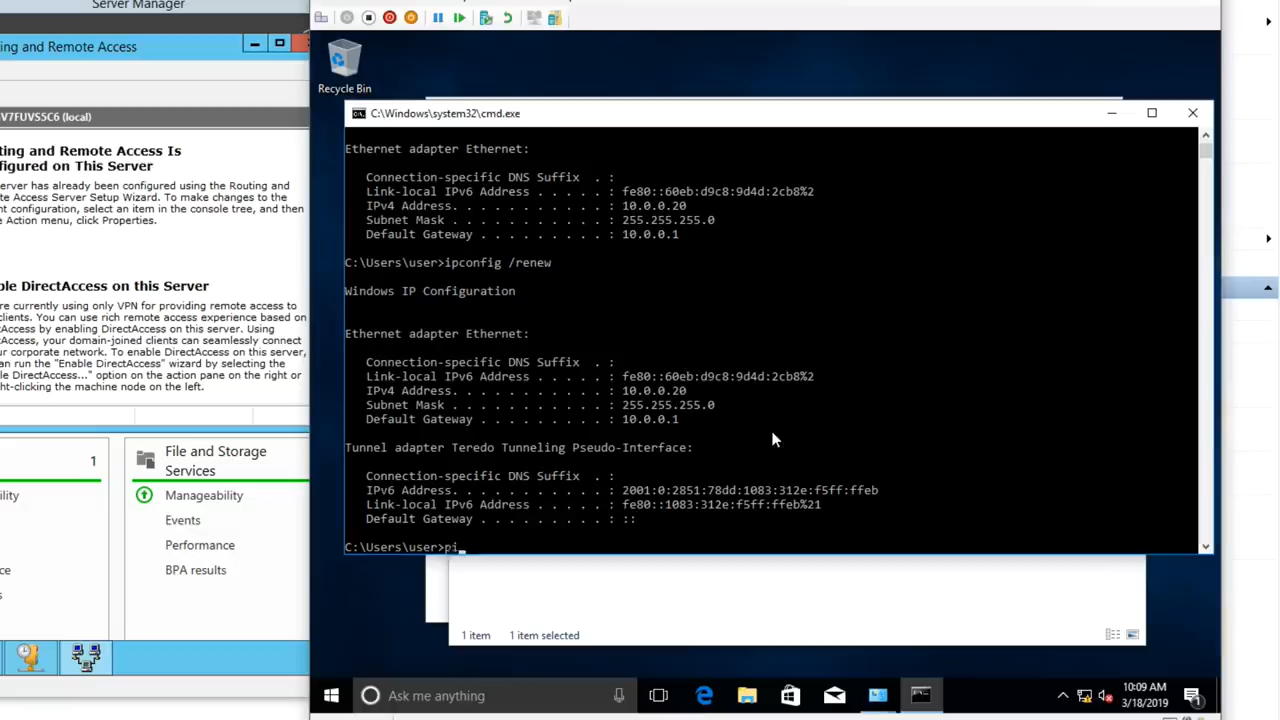 Server Manager
ing and Remote Access
V7FUVS5C6 (local)
ting and Remote Access Is
figured on This Server
erver has already been configured using the Routing and
te Access Server Setup Wizard. To make changes to the
nt configuration, select an item in the console tree, and then
e Action menu, click Properties.
ble DirectAccess on this Server
re currently using only VPN for providing remote access to
clients. You can use rich remote access experience based on
tAccess by enabling DirectAccess on this server. Using
tAccess, your domain-joined clients can seamlessly connect
ur corporate network. To enable DirectAccess on this server,
an run the "Enable DirectAccess" wizard by selecting the
le DirectAccess..." option on the action pane on the right or
ght-clicking the machine node on the left.
1
File and Storage
Services
ility
Manageability
Events
Performance
ce
BPA results
s
Recycle Bin
C:\Windows\system32\cmd.exe
Ethernet adapter Ethernet:
Connection-specific DNS Suffix . :
Link-local IPv6 Address . . . . . : fe80::60eb:d9c8:9d4d:2cb8%2
IPv4 Address. . . . . . . . . . . : 10.0.0.20
Subnet Mask . . . . . . . . . . . : 255.255.255.0
Default Gateway . . . . . . . . . : 10.0.0.1
C:\Users\user>ipconfig /renew
Windows IP Configuration
Ethernet adapter Ethernet:
Connection-specific DNS Suffix . :
Link-local IPv6 Address . . . . . : fe80::60eb:d9c8:9d4d:2cb8%2
IPv4 Address. . . . . . . . . . . : 10.0.0.20
Subnet Mask . . . . . . . . . . . : 255.255.255.0
Default Gateway . . . . . . . . . : 10.0.0.1
Tunnel adapter Teredo Tunneling Pseudo-Interface:
Connection-specific DNS Suffix . :
IPv6 Address. . . . . . . . . . . : 2001:0:2851:78dd:1083:312e:f5ff:ffeb
Link-local IPv6 Address . . . . . : fe80::1083:312e:f5ff:ffeb%21
Default Gateway . . . . . . . . . : ::
C:\Users\user>pi_
1 item 1 item selected
Ask me anything
10:09 AM
3/18/2019
1